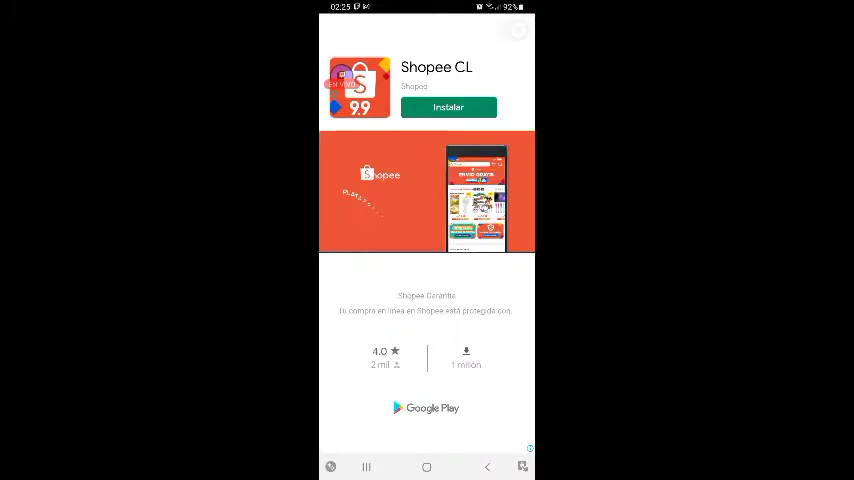 02:25
92%
Shopee CL
Shopee
EN VIVO
9.9
Instalar
Shopee
PLATA
ENVÍO GRATIS
Shopee Garantía
Tu compra en línea en Shopee está protegida con.
4.0 ★
2 mil
1 millón
Google Play